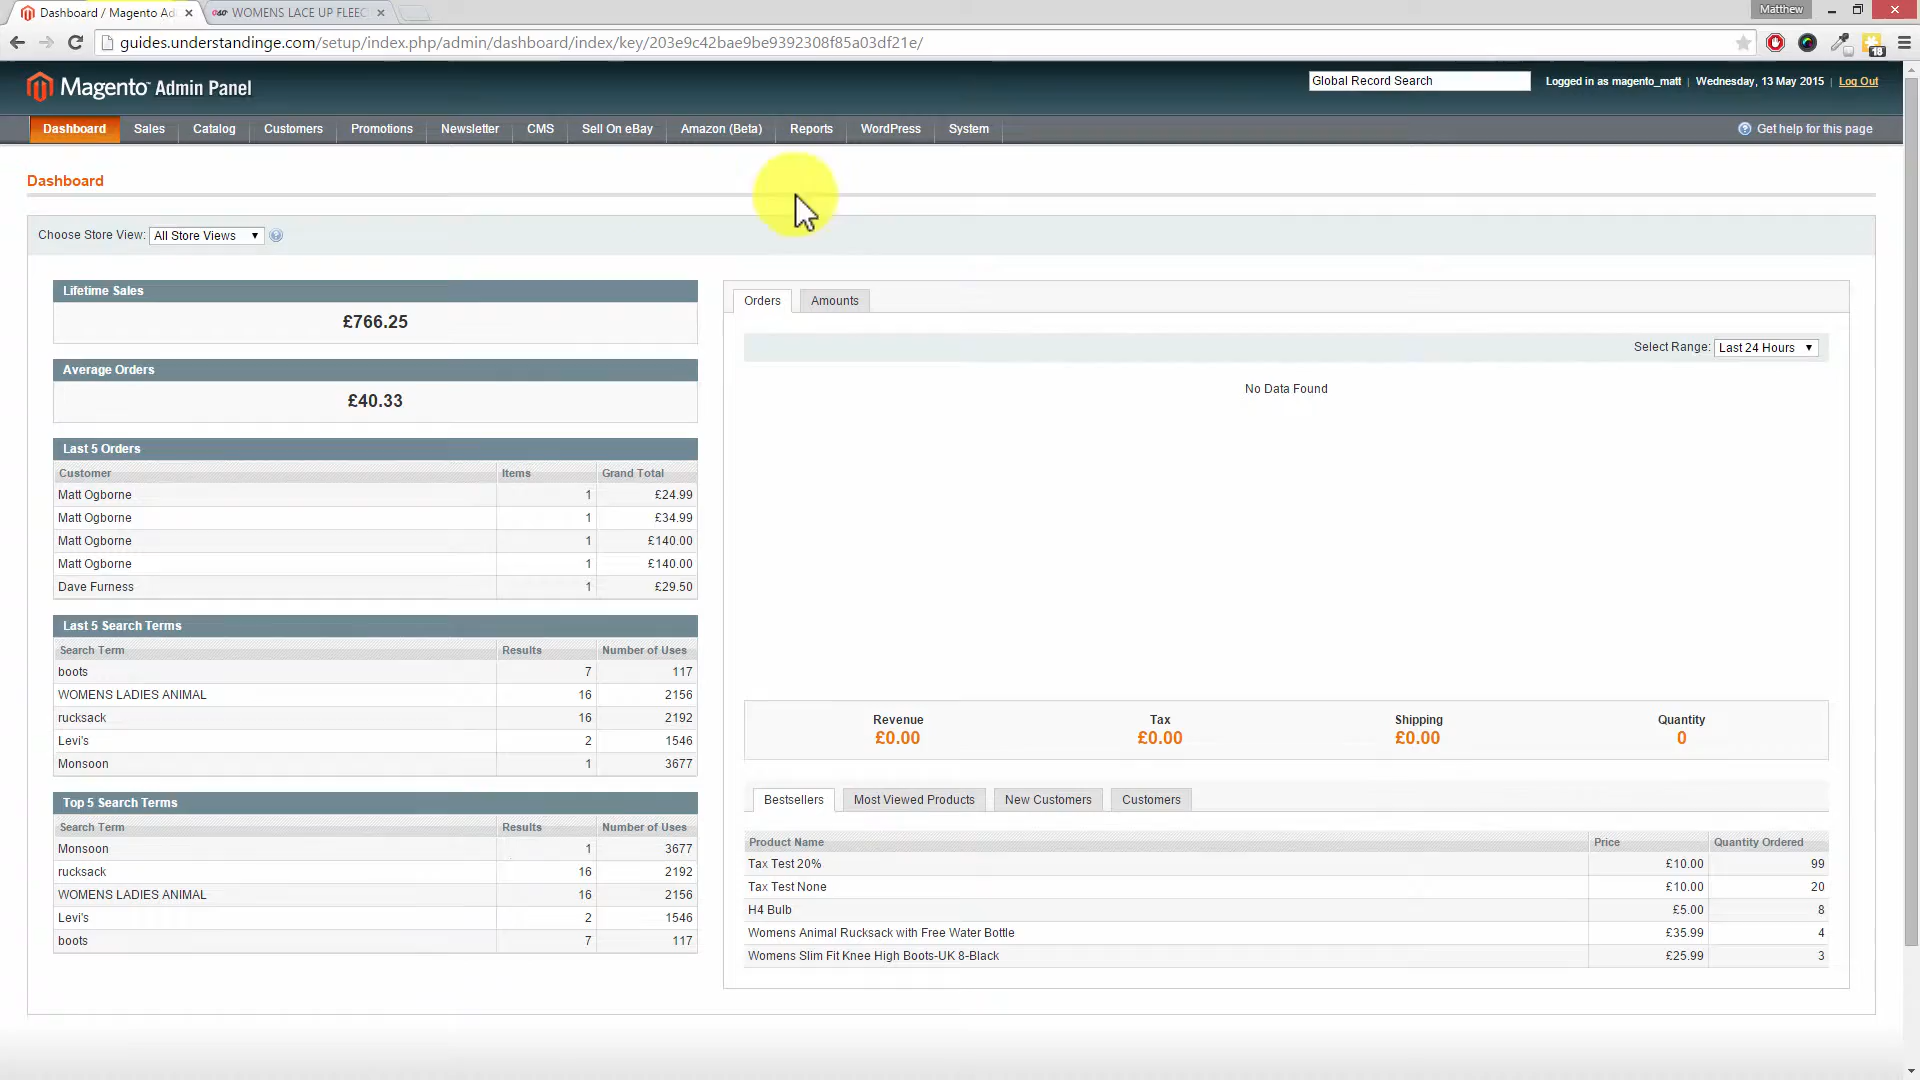 Dashboard / Magento Ad
WOMENS LACE UP FLEEC
Matthew
guides.understandinge.com/setup/index.php/admin/dashboard/index/key/203e9c42bae9be9392308f85a03df21e/
18
Magento™ Admin Panel
Global Record Search
Logged in as magento_matt | Wednesday, 13 May 2015 | Log Out
Dashboard Sales Catalog Customers Promotions Newsletter CMS Sell On eBay Amazon (Beta) Reports WordPress System
Get help for this page
Dashboard
Choose Store View: All Store Views
Lifetime Sales
£766.25
Average Orders
£40.33
Last 5 Orders
Customer Items Grand Total
Matt Ogborne 1 £24.99
Matt Ogborne 1 £34.99
Matt Ogborne 1 £140.00
Matt Ogborne 1 £140.00
Dave Furness 1 £29.50
Last 5 Search Terms
Search Term Results Number of Uses
boots 7 117
WOMENS LADIES ANIMAL 16 2156
rucksack 16 2192
Levi's 2 1546
Monsoon 1 3677
Top 5 Search Terms
Search Term Results Number of Uses
Monsoon 1 3677
rucksack 16 2192
WOMENS LADIES ANIMAL 16 2156
Levi's 2 1546
boots 7 117
Orders Amounts
Select Range: Last 24 Hours
No Data Found
Revenue Tax Shipping Quantity
£0.00 £0.00 £0.00 0
Bestsellers Most Viewed Products New Customers Customers
Product Name Price Quantity Ordered
Tax Test 20% £10.00 99
Tax Test None £10.00 20
H4 Bulb £5.00 8
Womens Animal Rucksack with Free Water Bottle £35.99 4
Womens Slim Fit Knee High Boots-UK 8-Black £25.99 3